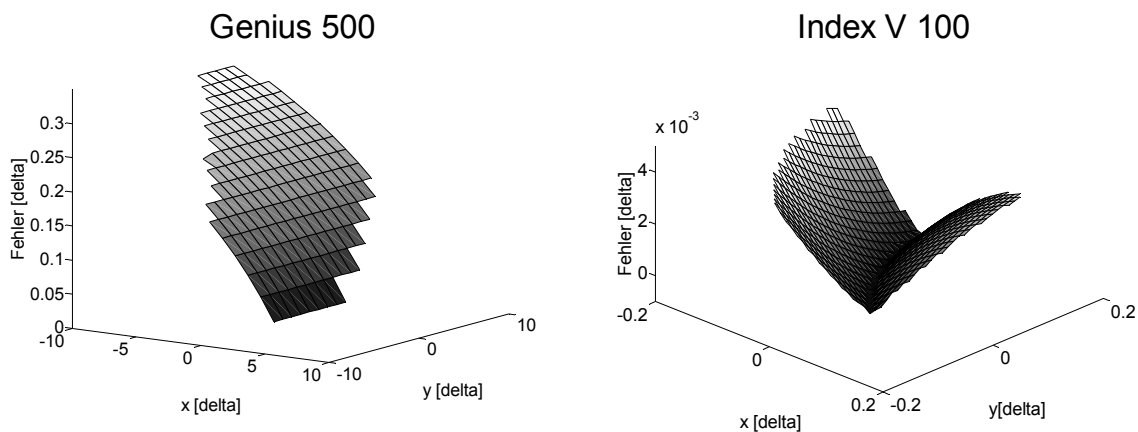 Genius 500
0.3
0.25
0.2
0.15
0.1
0.05
0
Fehler [delta]
-10
-5
0
5
10
x [delta]
-10
0
10
y [delta]
Index V 100
x 10-3
4
2
0
Fehler [delta]
-0.2
0
0.2
x [delta]
-0.2
0
0.2
y[delta]